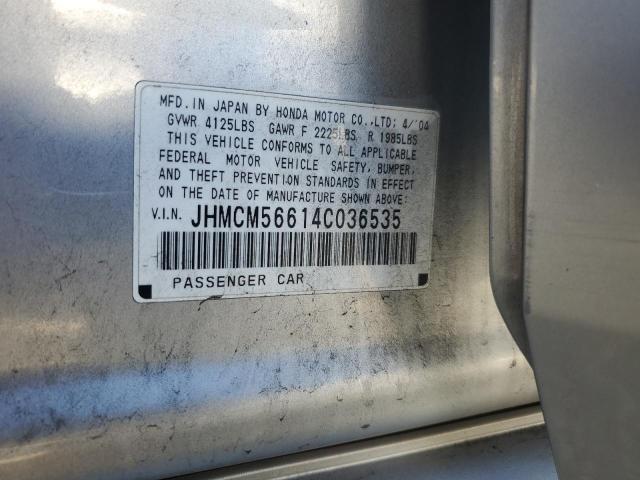 MFD. IN JAPAN BY HONDA MOTOR CO.,LTD; 4/'04
GVWR 4125LBS GAWR F 2225LBS R 1985LBS
THIS VEHICLE CONFORMS TO ALL APPLICABLE
FEDERAL MOTOR VEHICLE SAFETY, BUMPER,
AND THEFT PREVENTION STANDARDS IN EFFECT
ON THE DATE OF MANUFACTURE SHOWN ABOVE:
V.I.N. JHMCM56614C036535
PASSENGER CAR